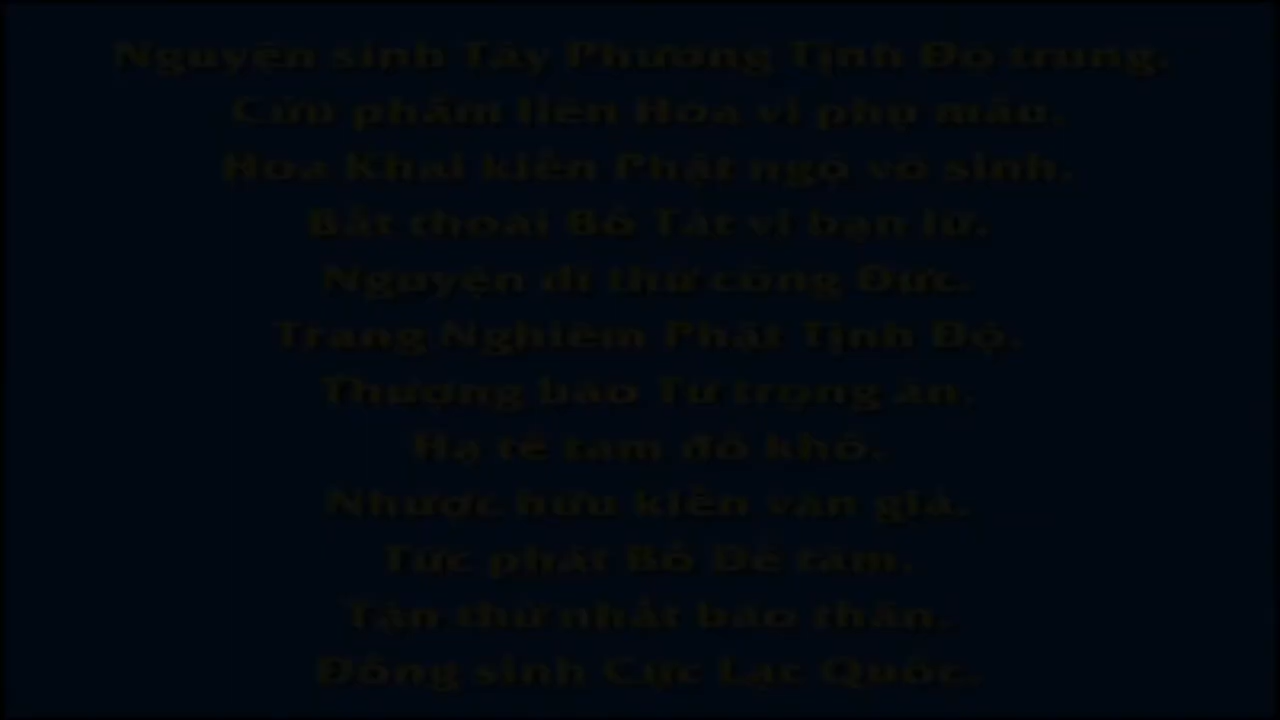 Nguyện sinh Tây Phương Tịnh Độ trung.
Cửu phẩm liên Hoa vi phụ mẫu.
Hoa Khai kiến Phật ngộ vô sinh.
Bất thoái Bồ Tát vi bạn lữ.
Nguyện dĩ thử công Đức.
Trang Nghiêm Phật Tịnh Độ.
Thượng báo Tứ trọng ân.
Hạ tế tam đồ khổ.
Nhược hữu kiến văn giả.
Tức phát Bồ Đề tâm.
Tận thử nhất báo thân.
Đồng sinh Cực Lạc Quốc.